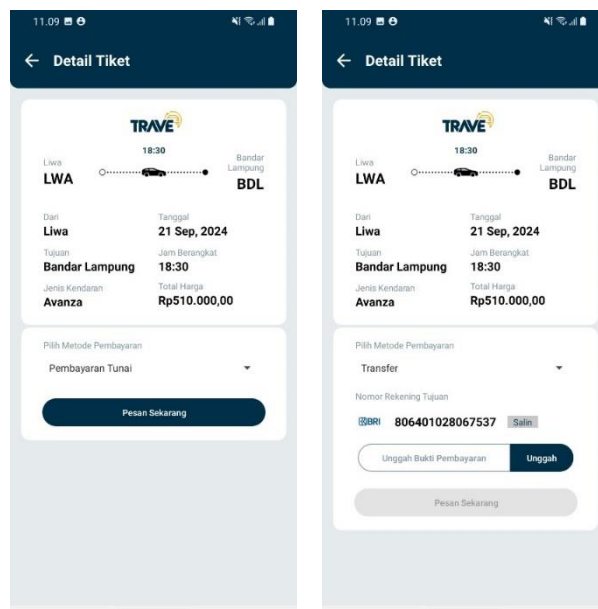 11.09
Detail Tiket
TRAVE
18:30
Liwa
LWA
Bandar
Lampung
BDL
Dari
Liwa
Tanggal
21 Sep, 2024
Tujuan
Bandar Lampung
Jam Berangkat
18:30
Jenis Kendaran
Avanza
Total Harga
Rp510.000,00
Pilih Metode Pembayaran
Pembayaran Tunai
Pesan Sekarang
11.09
Detail Tiket
TRAVE
18:30
Liwa
LWA
Bandar
Lampung
BDL
Dari
Liwa
Tanggal
21 Sep, 2024
Tujuan
Bandar Lampung
Jam Berangkat
18:30
Jenis Kendaran
Avanza
Total Harga
Rp510.000,00
Pilih Metode Pembayaran
Transfer
Nomor Rekening Tujuan
BRI 806401028067537 Salin
Unggah Bukti Pembayaran Unggah
Pesan Sekarang